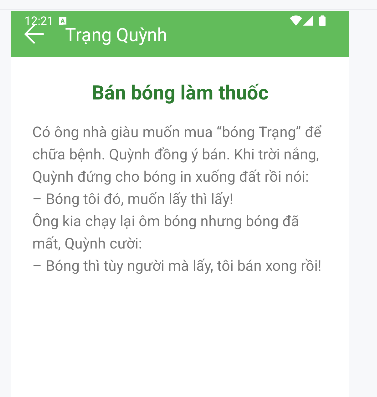 12:21
Trạng Quỳnh
Bán bóng làm thuốc
Có ông nhà giàu muốn mua “bóng Trạng” để
chữa bệnh. Quỳnh đồng ý bán. Khi trời nắng,
Quỳnh đứng cho bóng in xuống đất rồi nói:
– Bóng tôi đó, muốn lấy thì lấy!
Ông kia chạy lại ôm bóng nhưng bóng đã
mất, Quỳnh cười:
– Bóng thì tùy người mà lấy, tôi bán xong rồi!